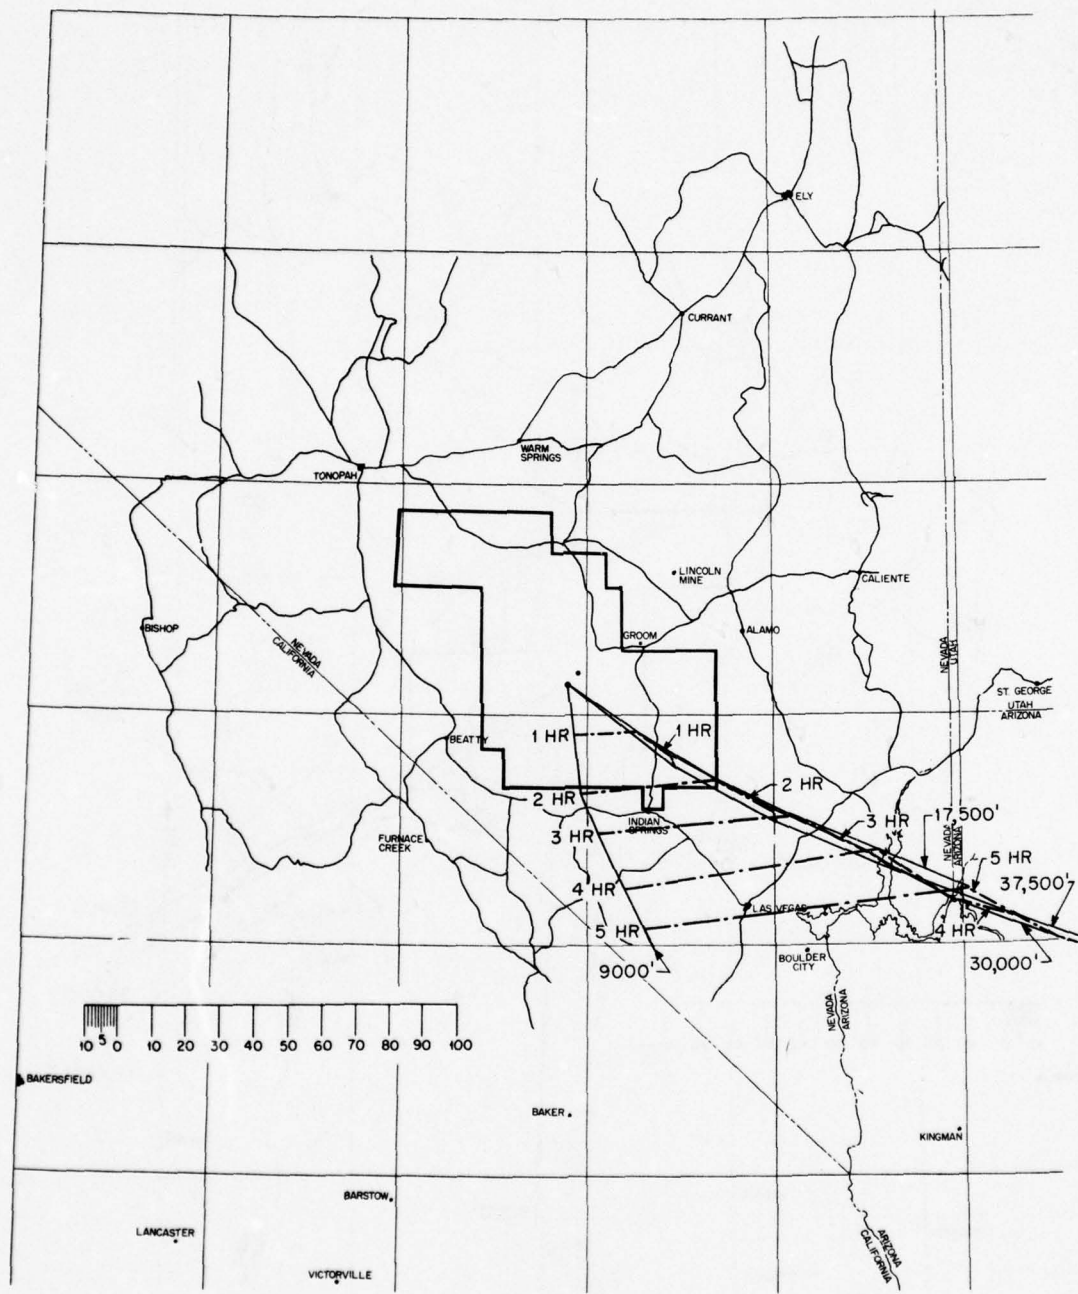 ELY
CURRANT
WARM
SPRINGS
TONOPAH
LINCOLN
MINE
CALIENTE
BISHOP
NEVADA
CALIFORNIA
GROOM
ALAMO
NEVADA
UTAH
ST. GEORGE
UTAH
ARIZONA
BEATTY
1 HR
1 HR
2 HR
2 HR
INDIAN
SPRINGS
3 HR
3 HR
17,500'
NEVADA
ARIZONA
FURNACE
CREEK
4 HR
5 HR
37,500'
LAS VEGAS
5 HR
4 HR
BOULDER
CITY
30,000'
9000'
NEVADA
ARIZONA
10 5 0 10 20 30 40 50 60 70 80 90 100
BAKERSFIELD
BAKER
KINGMAN
BARSTOW
LANCASTER
ARIZONA
CALIFORNIA
VICTORVILLE